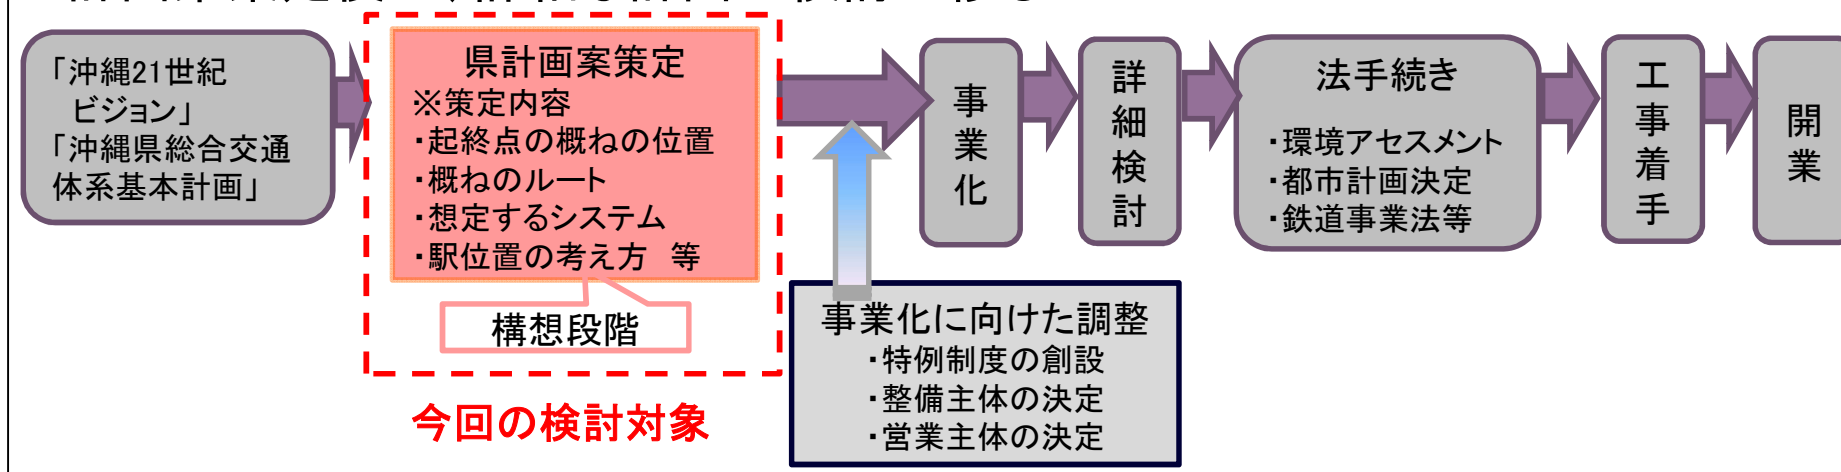 「沖縄21世紀
ビジョン」
「沖縄県総合交通
体系基本計画」
県計画案策定
※策定内容
・起終点の概ねの位置
・概ねのルート
・想定するシステム
・駅位置の考え方　等
構想段階
今回の検討対象
事業化に向けた調整
・特例制度の創設
・整備主体の決定
・営業主体の決定
事業化
詳細検討
法手続き
・環境アセスメント
・都市計画決定
・鉄道事業法等
工事着手
開業